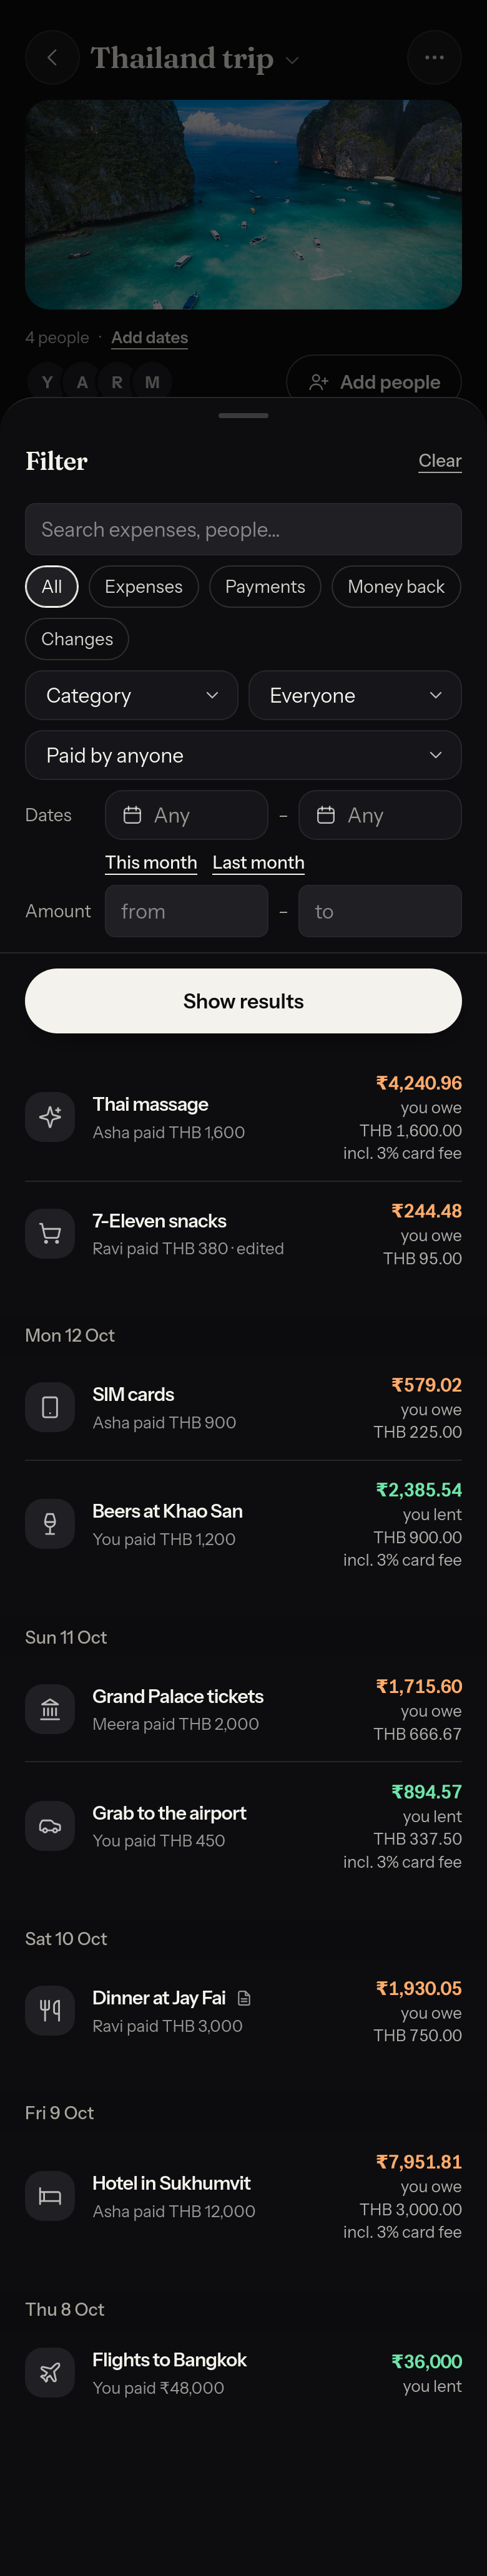 Thailand trip
4 people · Add dates
Y A R M
Add people
Filter
Clear
Search expenses, people...
All
Expenses
Payments
Money back
Changes
Category
Everyone
Paid by anyone
Dates
Any
–
Any
This month
Last month
Amount
from
–
to
Show results
Thai massage
Asha paid THB 1,600
₹4,240.96
you owe
THB 1,600.00
incl. 3% card fee
7-Eleven snacks
Ravi paid THB 380 · edited
₹244.48
you owe
THB 95.00
Mon 12 Oct
SIM cards
Asha paid THB 900
₹579.02
you owe
THB 225.00
Beers at Khao San
You paid THB 1,200
₹2,385.54
you lent
THB 900.00
incl. 3% card fee
Sun 11 Oct
Grand Palace tickets
Meera paid THB 2,000
₹1,715.60
you owe
THB 666.67
Grab to the airport
You paid THB 450
₹894.57
you lent
THB 337.50
incl. 3% card fee
Sat 10 Oct
Dinner at Jay Fai
Ravi paid THB 3,000
₹1,930.05
you owe
THB 750.00
Fri 9 Oct
Hotel in Sukhumvit
Asha paid THB 12,000
₹7,951.81
you owe
THB 3,000.00
incl. 3% card fee
Thu 8 Oct
Flights to Bangkok
You paid ₹48,000
₹36,000
you lent